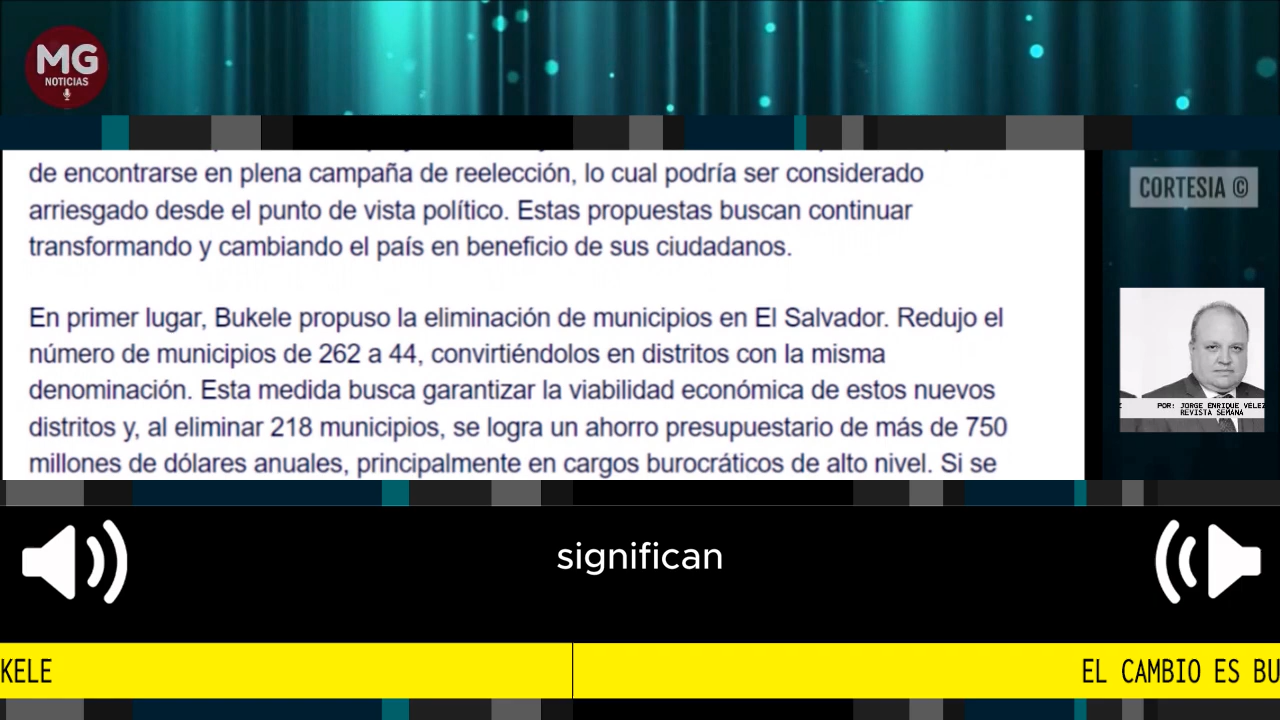 MG
NOTICIAS
de encontrarse en plena campaña de reelección, lo cual podría ser considerado
arriesgado desde el punto de vista político. Estas propuestas buscan continuar
transformando y cambiando el país en beneficio de sus ciudadanos.
En primer lugar, Bukele propuso la eliminación de municipios en El Salvador. Redujo el
número de municipios de 262 a 44, convirtiéndolos en distritos con la misma
denominación. Esta medida busca garantizar la viabilidad económica de estos nuevos
distritos y, al eliminar 218 municipios, se logra un ahorro presupuestario de más de 750
millones de dólares anuales, principalmente en cargos burocráticos de alto nivel. Si se
CORTESIA ©
POR: JORGE ENRIQUE VÉLEZ
REVISTA SEMANA
significan
KELE
EL CAMBIO ES BU